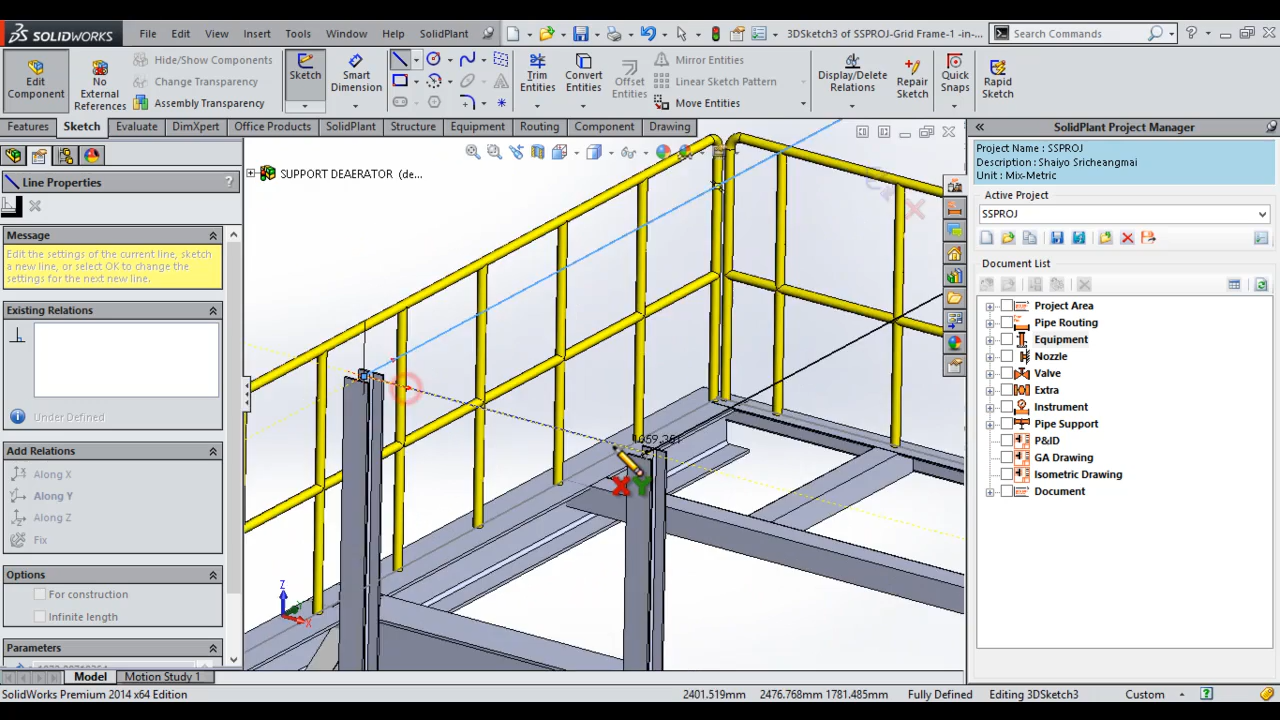 SOLIDWORKS File Edit View Insert Tools Window Help SolidPlant 3DSketch3 of SSPROJ-Grid Frame-1 -in-... Search Commands
Edit Component
No External References
Hide/Show Components
Change Transparency
Assembly Transparency
Sketch
Smart Dimension
Trim Entities
Convert Entities
Offset Entities
Mirror Entities
Linear Sketch Pattern
Move Entities
Display/Delete Relations
Repair Sketch
Quick Snaps
Rapid Sketch
Features Sketch Evaluate DimXpert Office Products SolidPlant Structure Equipment Routing Component Drawing
Line Properties ?
Message
Edit the settings of the current line, sketch
a new line, or select OK to change the
settings for the next new line.
Existing Relations
Under Defined
Add Relations
Along X
Along Y
Along Z
Fix
Options
For construction
Infinite length
Parameters
SUPPORT DEAERATOR (de...
X Y
Z
X
SolidPlant Project Manager
Project Name : SSPROJ
Description : Shaiyo Sricheangmai
Unit : Mix-Metric
Active Project
SSPROJ
Document List
Project Area
Pipe Routing
Equipment
Nozzle
Valve
Extra
Instrument
Pipe Support
P&ID
GA Drawing
Isometric Drawing
Document
Model Motion Study 1
SolidWorks Premium 2014 x64 Edition 2401.519mm 2476.768mm 1781.485mm Fully Defined Editing 3DSketch3 Custom